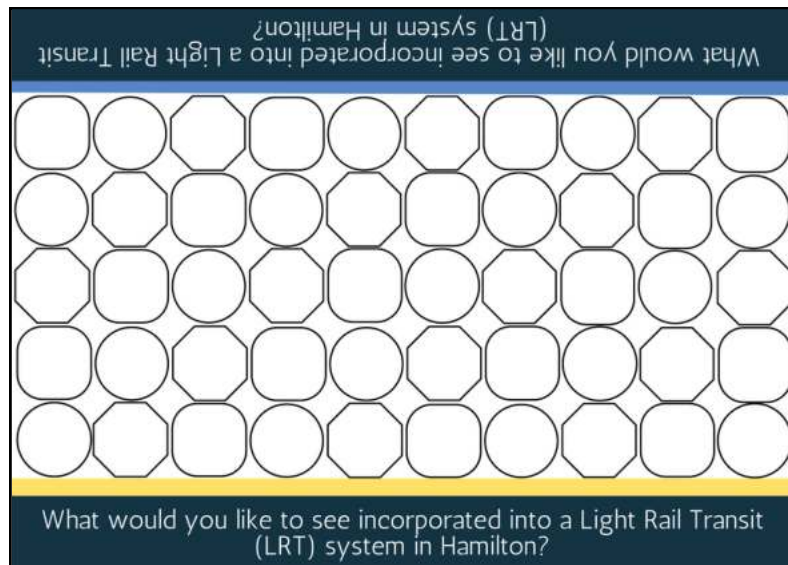 What would you like to see incorporated into a Light Rail Transit
(LRT) system in Hamilton?
What would you like to see incorporated into a Light Rail Transit
(LRT) system in Hamilton?